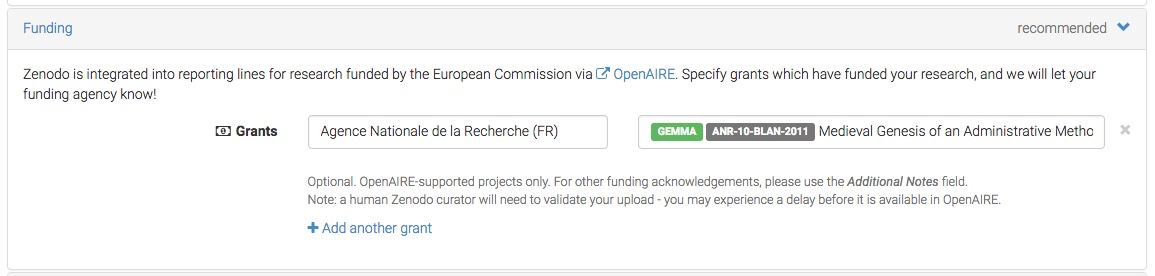 Funding recommended
Zenodo is integrated into reporting lines for research funded by the European Commission via OpenAIRE. Specify grants which have funded your research, and we will let your
funding agency know!
Grants Agence Nationale de la Recherche (FR) GEMMA ANR-10-BLAN-2011 Medieval Genesis of an Administrative Metho
Optional. OpenAIRE-supported projects only. For other funding acknowledgements, please use the Additional Notes field.
Note: a human Zenodo curator will need to validate your upload - you may experience a delay before it is available in OpenAIRE.
Add another grant